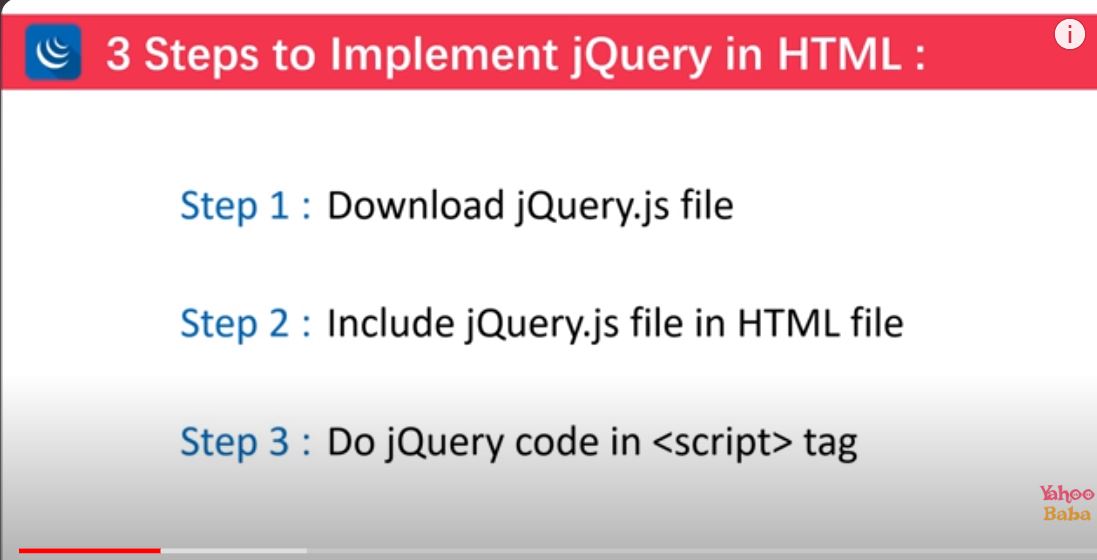 3 Steps to Implement jQuery in HTML :
Step 1 : Download jQuery.js file
Step 2 : Include jQuery.js file in HTML file
Step 3 : Do jQuery code in <script> tag
Yahoo
Baba